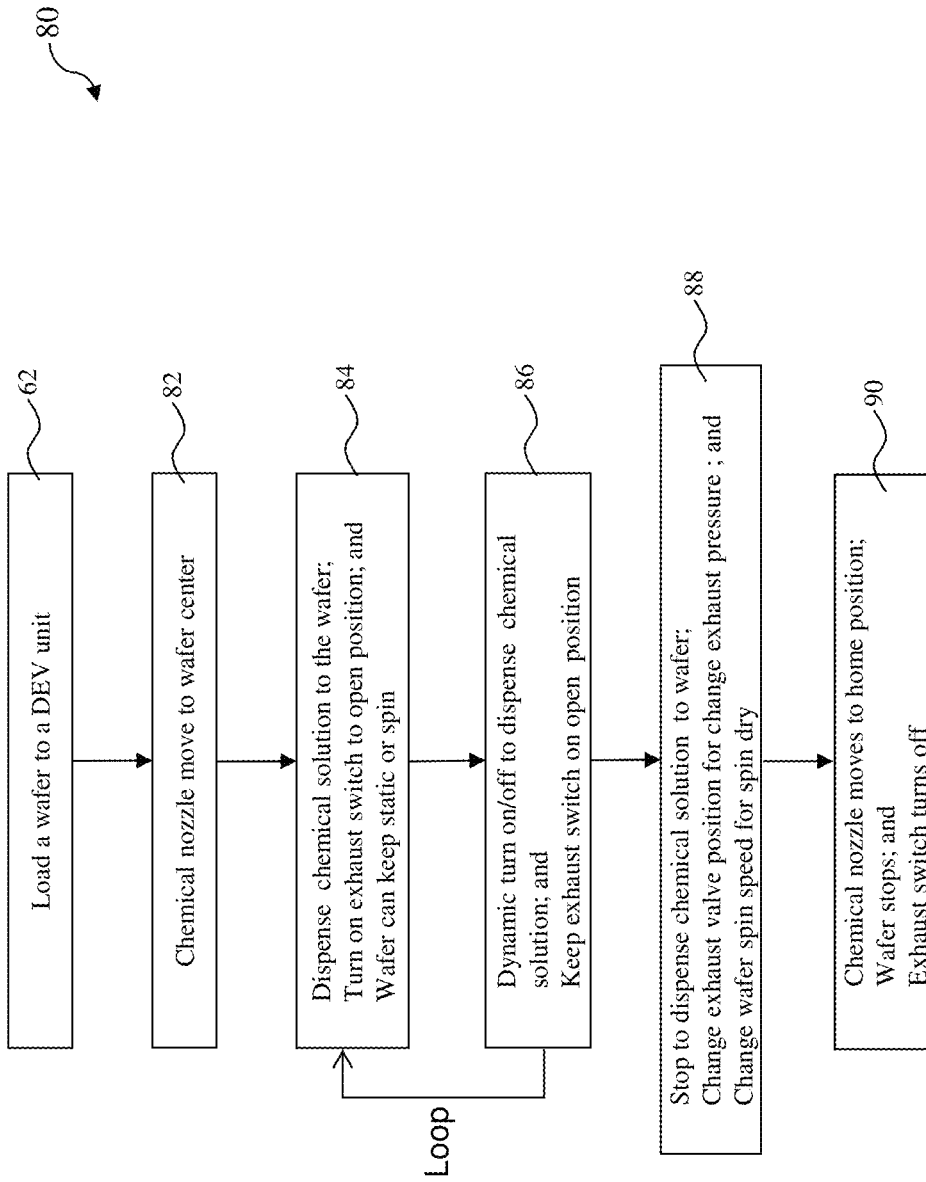 80
62
Load a wafer to a DEV unit
82
Chemical nozzle move to wafer center
84
Dispense chemical solution to the wafer;
Turn on exhaust switch to open position; and
Wafer can keep static or spin
Loop
86
Dynamic turn on/off to dispense chemical
solution; and
Keep exhaust switch on open position
88
Stop to dispense chemical solution to wafer;
Change exhaust valve position for change exhaust pressure ; and
Change wafer spin speed for spin dry
90
Chemical nozzle moves to home position;
Wafer stops; and
Exhaust switch turns off